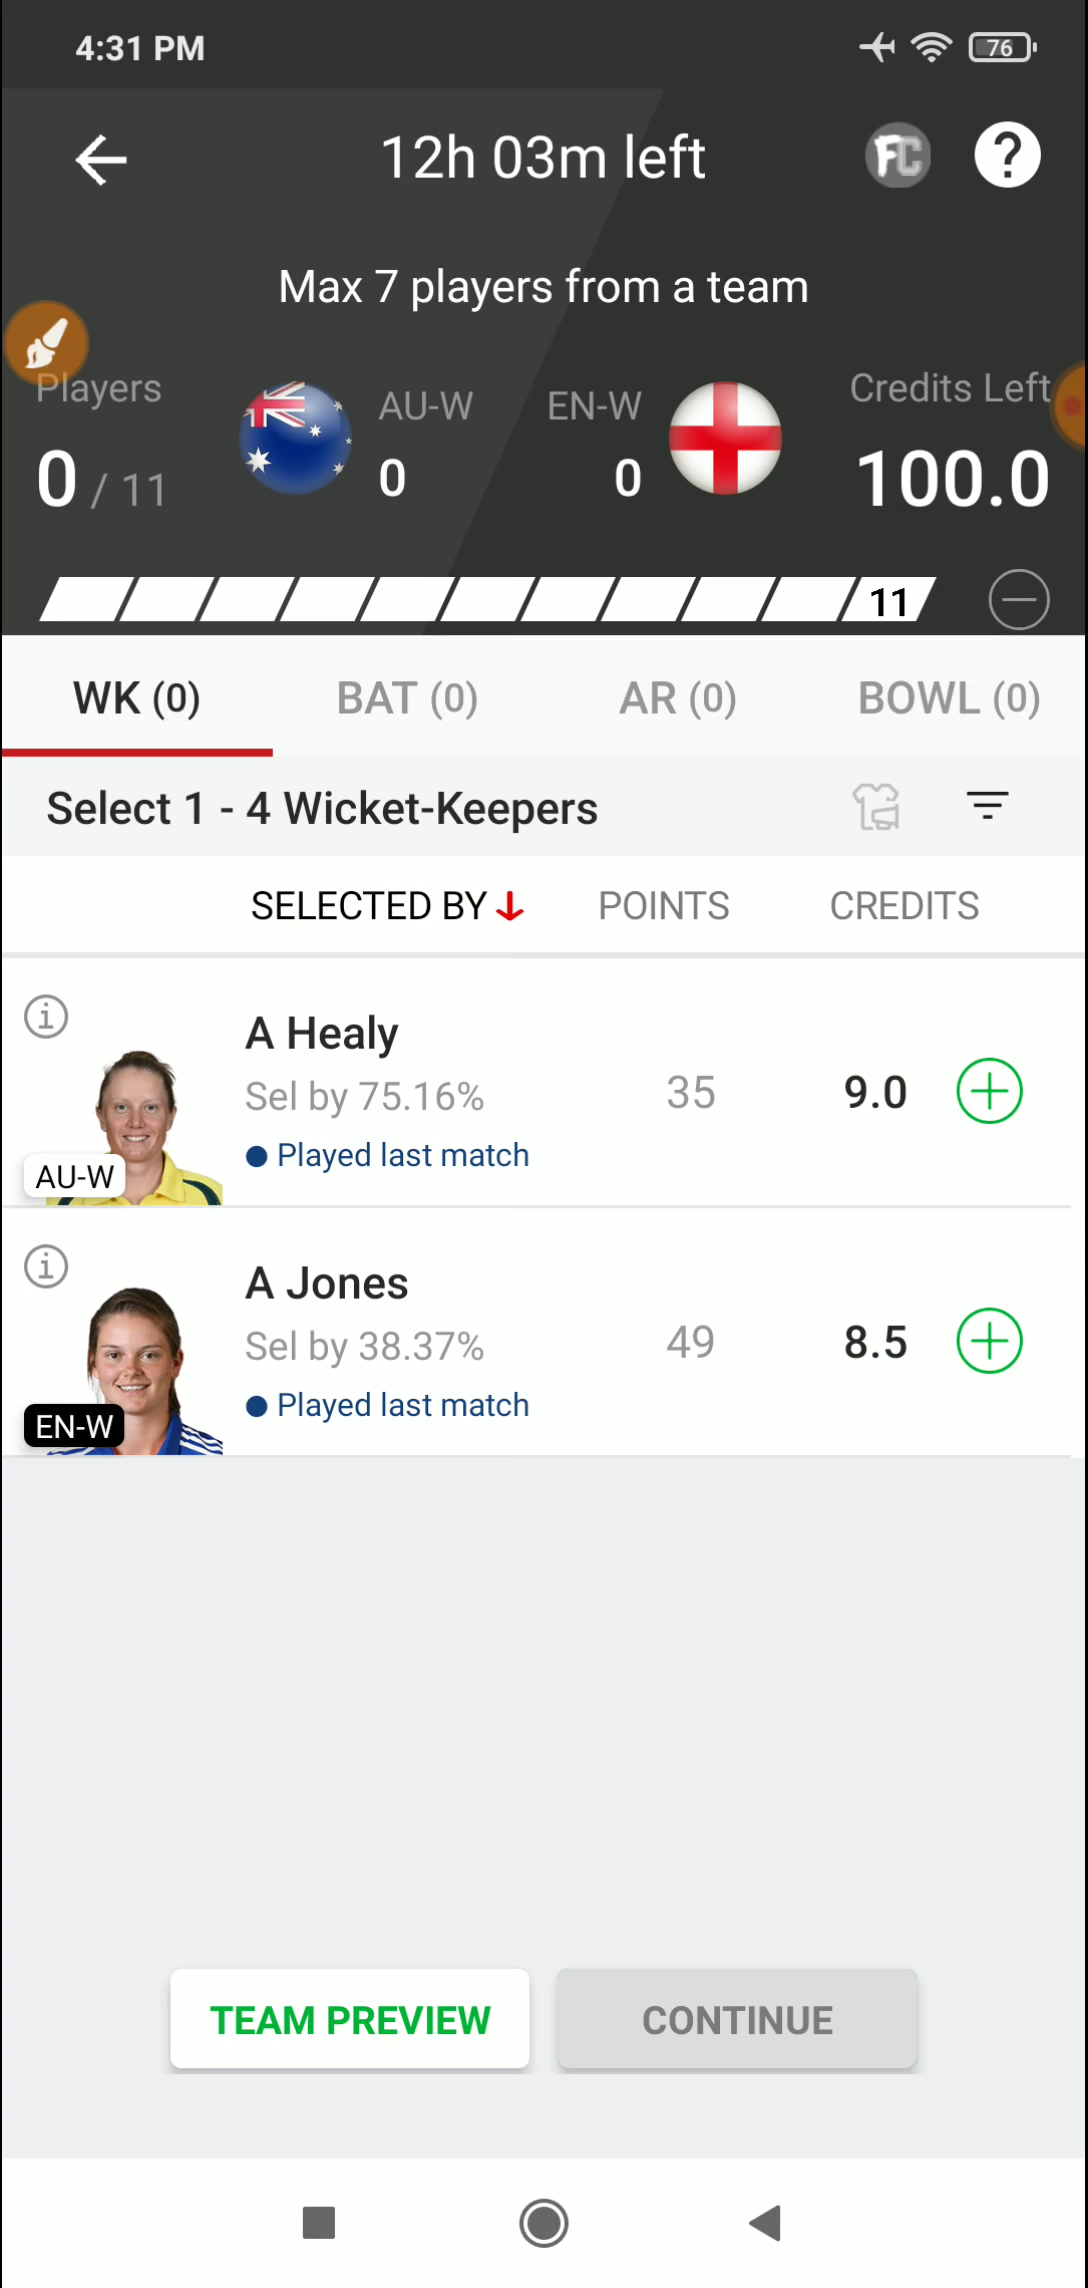 4:31 PM
76
12h 03m left
FC
?
Max 7 players from a team
Players
AU-W
EN-W
Credits Left
0 / 11
0
0
100.0
11
WK (0)
BAT (0)
AR (0)
BOWL (0)
Select 1 - 4 Wicket-Keepers
SELECTED BY
POINTS
CREDITS
A Healy
Sel by 75.16%
35
9.0
Played last match
AU-W
A Jones
Sel by 38.37%
49
8.5
Played last match
EN-W
TEAM PREVIEW
CONTINUE